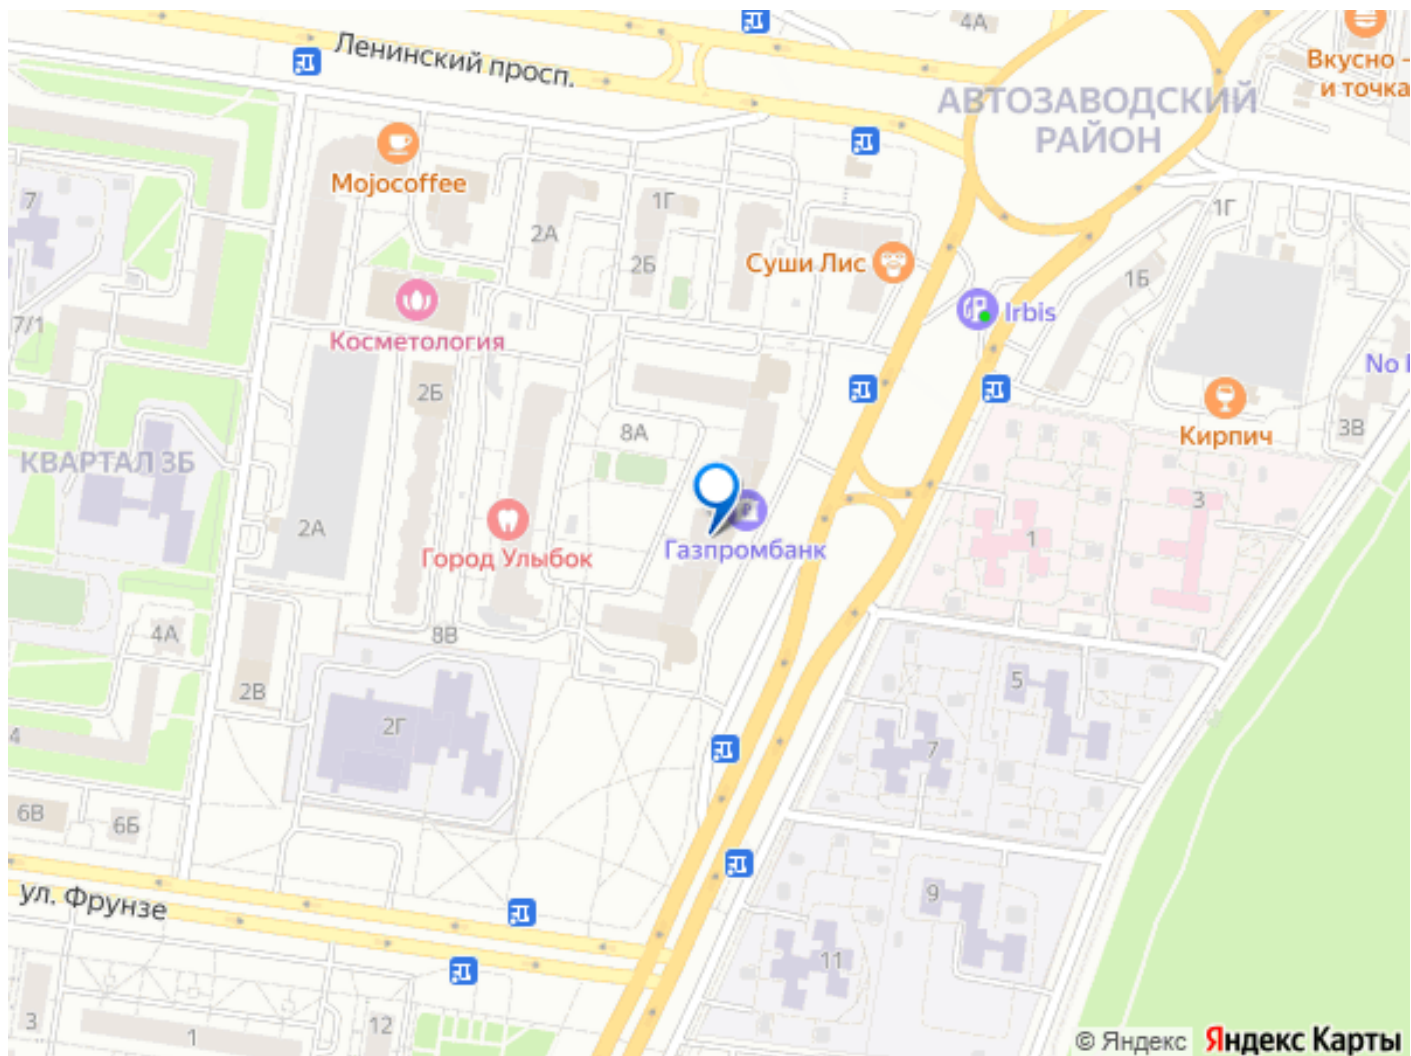 4А
Ленинский просп.
Вкусно –
и точка
АВТОЗАВОДСКИЙ
РАЙОН
Mojocoffee
7
1Г
1Г
2А
2Б
Суши Лис
1Б
Irbis
7/1
Косметология
No
2Б
8А
Кирпич
3В
КВАРТАЛ 3Б
3
2А
1
Город Улыбок
Газпромбанк
4А
8В
5
2В
2Г
4
7
6В
6Б
9
ул. Фрунзе
11
3
1
12
© Яндекс Яндекс Карты